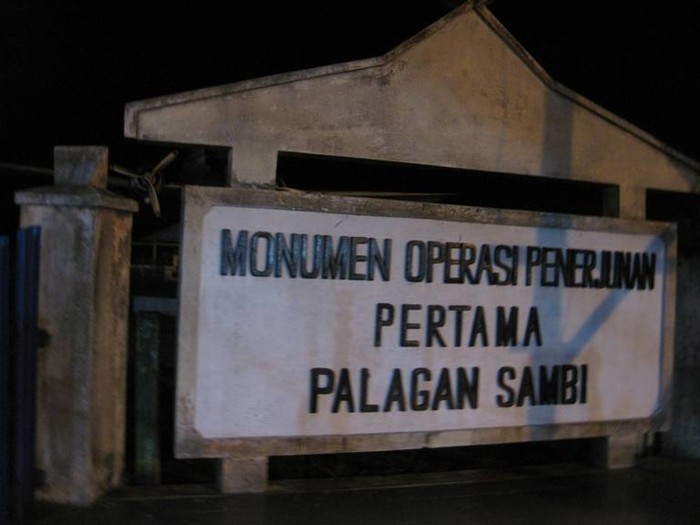 MONUMEN OPERASI PENERJUNAN
PERTAMA
PALAGAN SAMBI